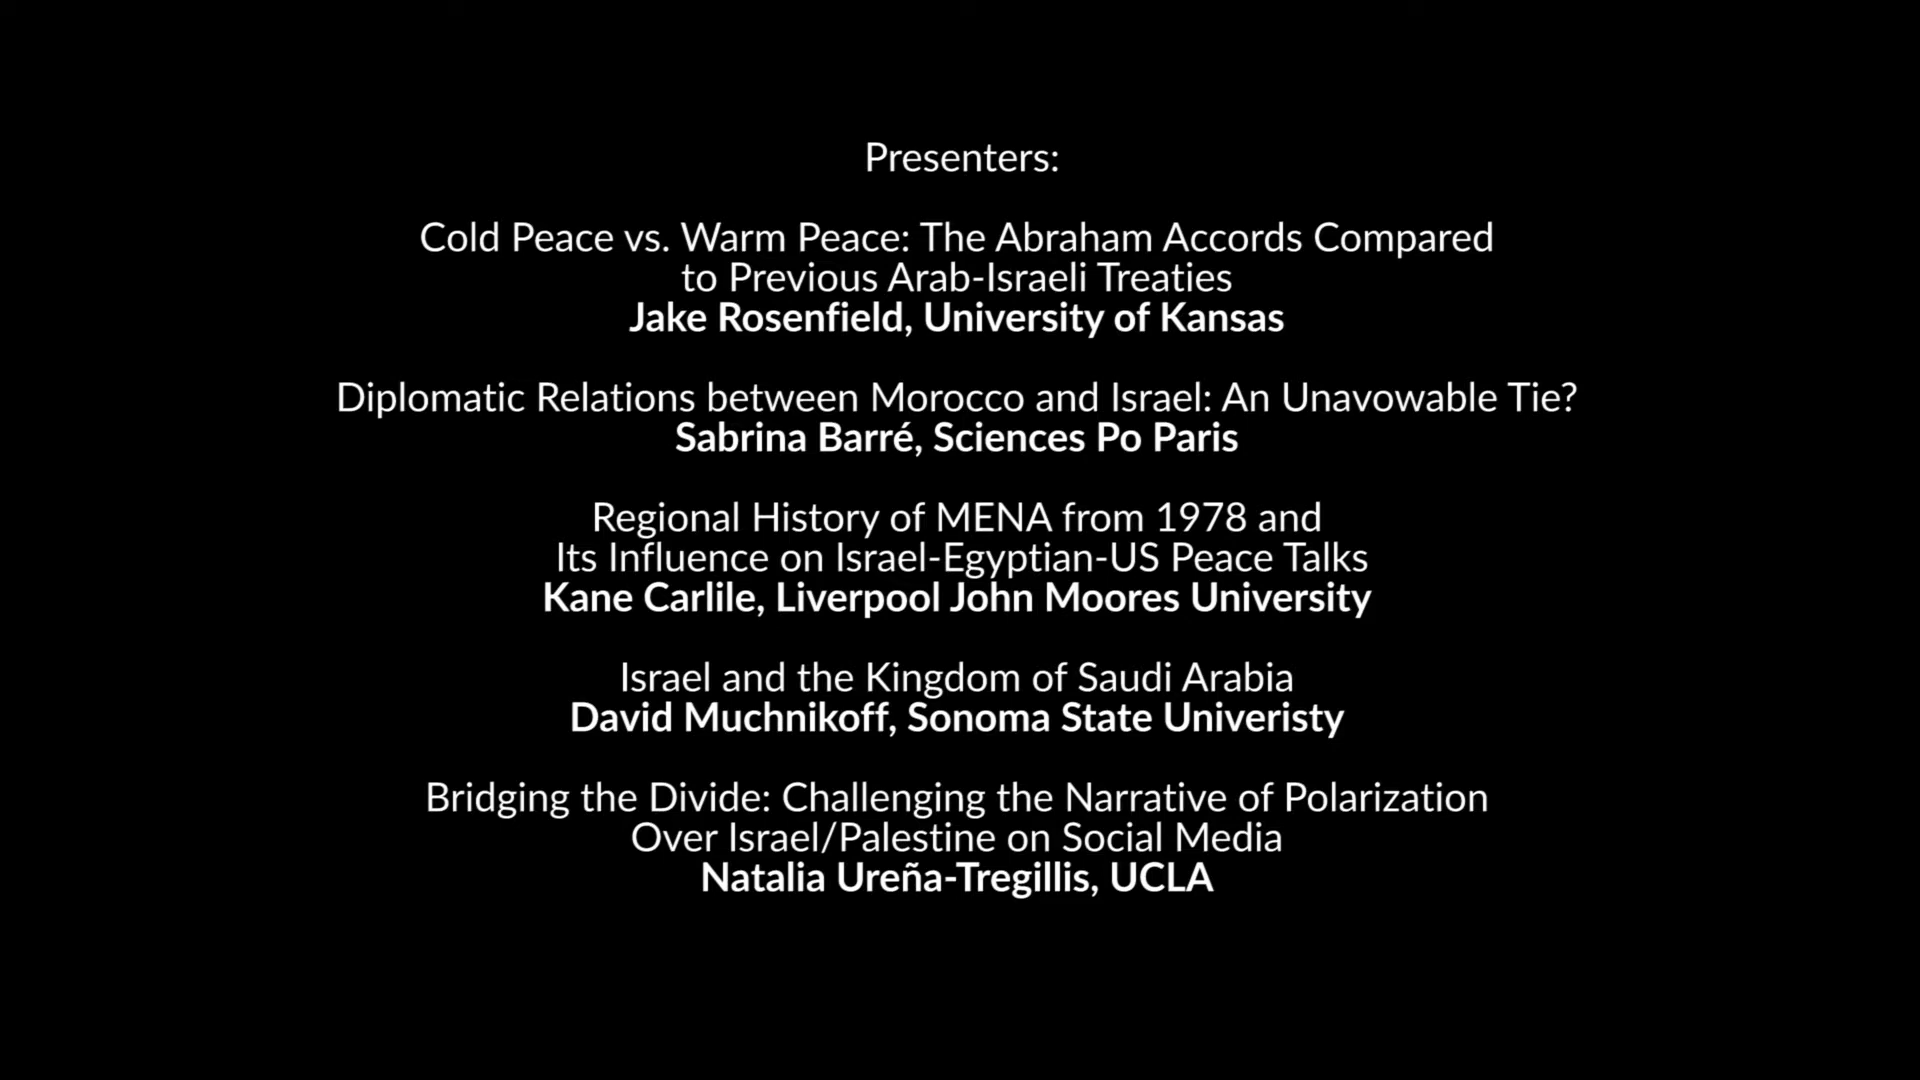 Presenters:
Cold Peace vs. Warm Peace: The Abraham Accords Compared
to Previous Arab-Israeli Treaties
Jake Rosenfield, University of Kansas
Diplomatic Relations between Morocco and Israel: An Unavowable Tie?
Sabrina Barré, Sciences Po Paris
Regional History of MENA from 1978 and
Its Influence on Israel-Egyptian-US Peace Talks
Kane Carlile, Liverpool John Moores University
Israel and the Kingdom of Saudi Arabia
David Muchnikoff, Sonoma State Univeristy
Bridging the Divide: Challenging the Narrative of Polarization
Over Israel/Palestine on Social Media
Natalia Ureña-Tregillis, UCLA